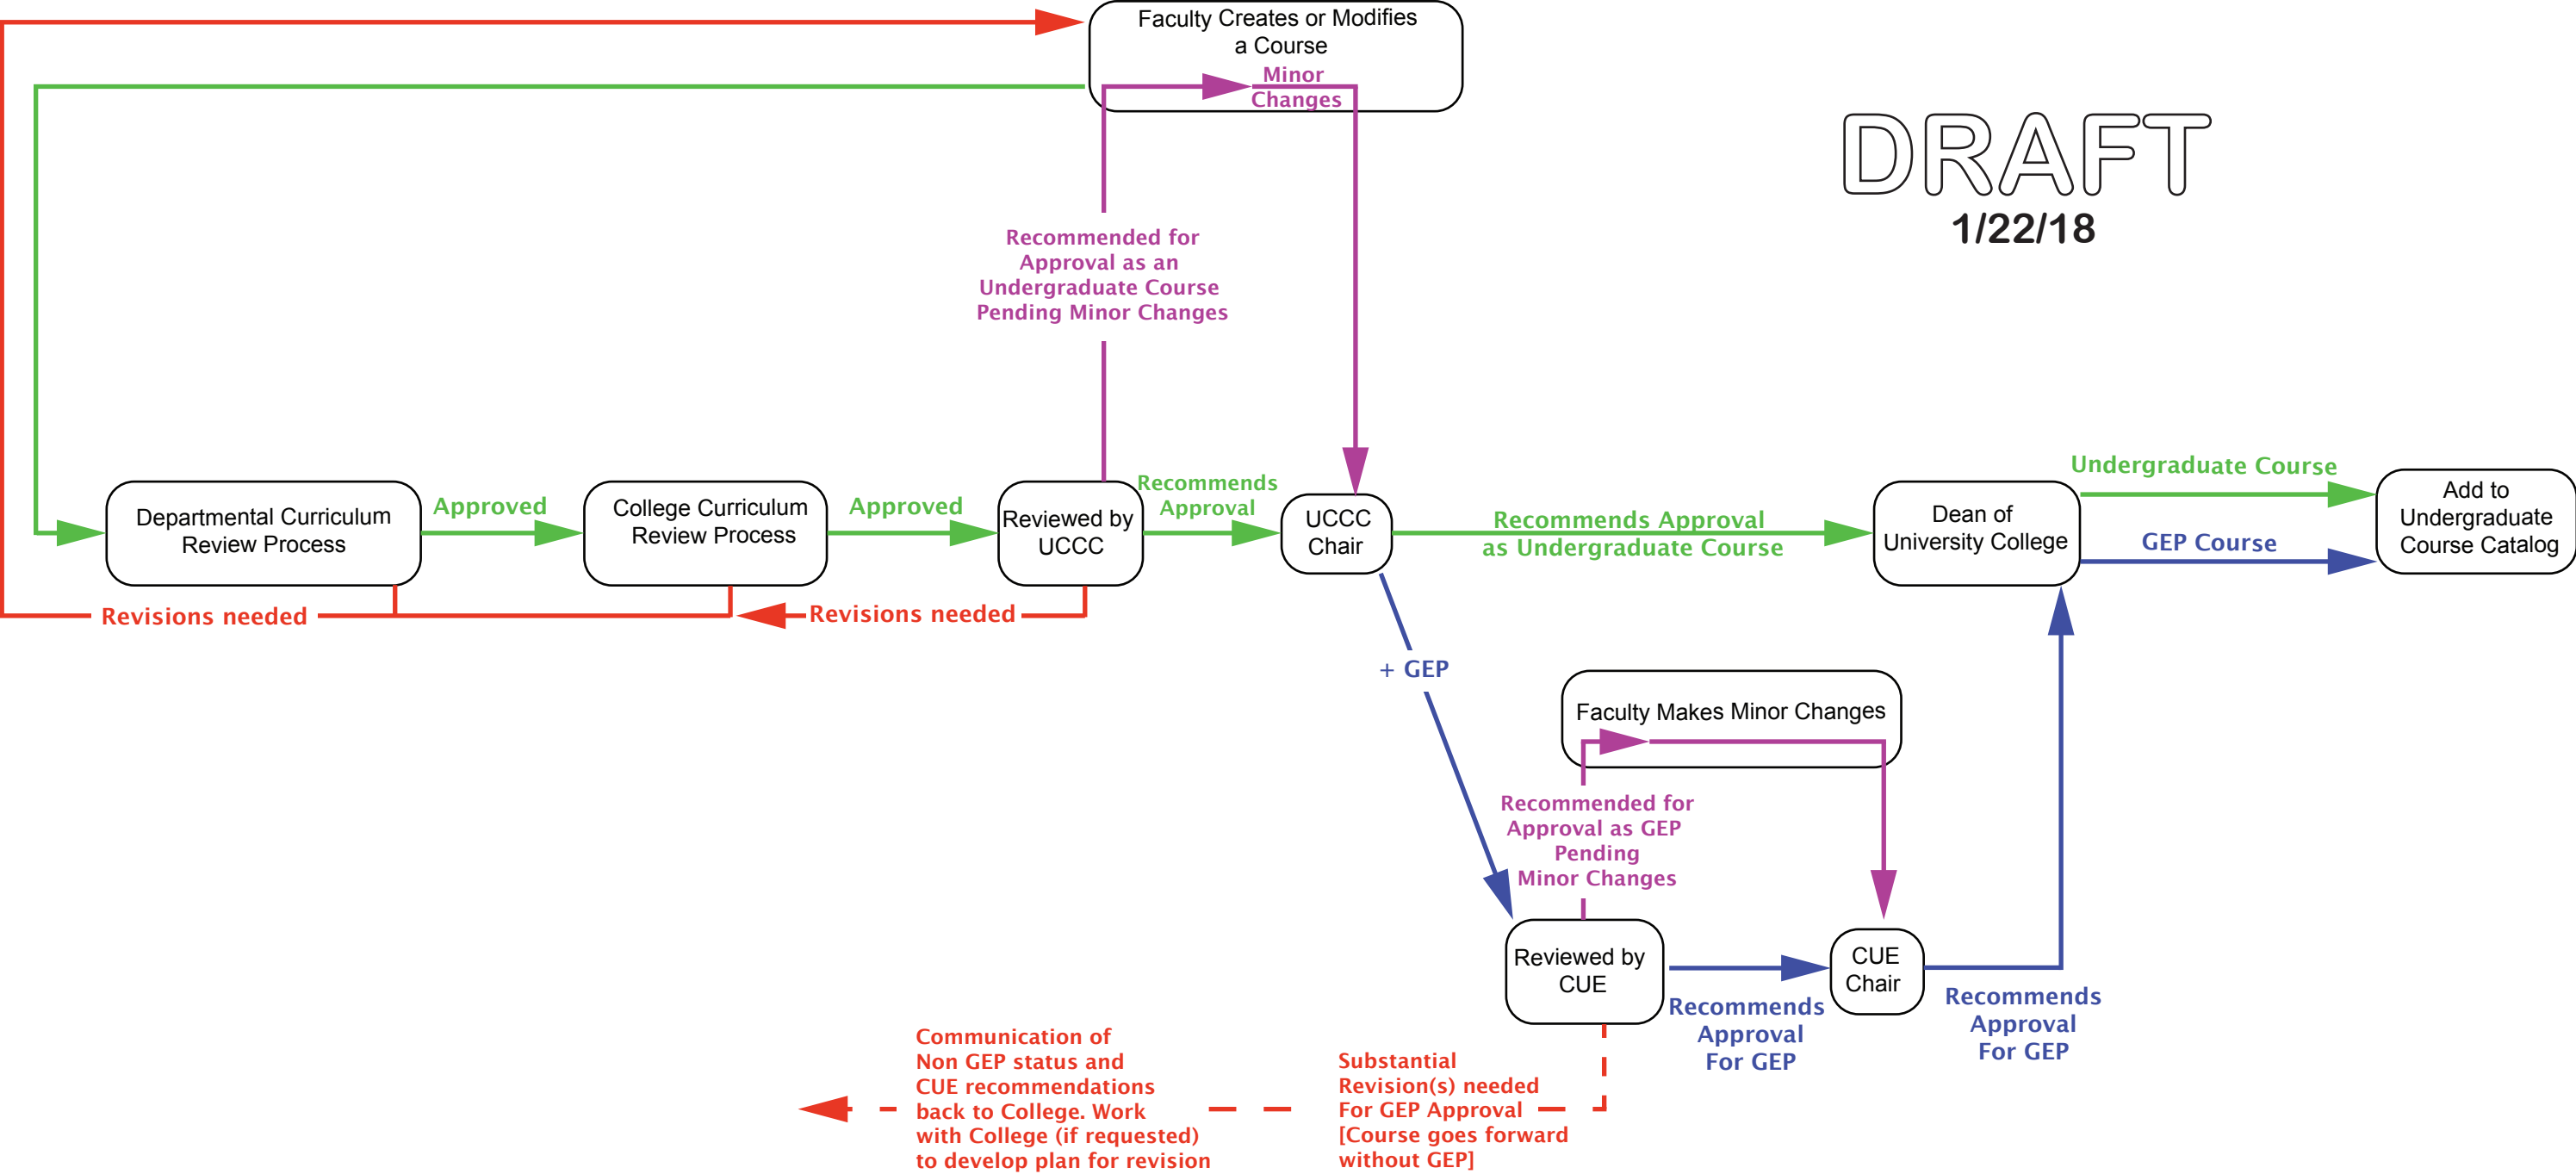 Faculty Creates or Modifies
a Course
Minor
Changes
DRAFT
1/22/18
Recommended for
Approval as an
Undergraduate Course
Pending Minor Changes
Departmental Curriculum
Review Process
Approved
College Curriculum
Review Process
Approved
Reviewed by
UCCC
Recommends
Approval
UCCC
Chair
Recommends Approval
as Undergraduate Course
Dean of
University College
Undergraduate Course
GEP Course
Add to
Undergraduate
Course Catalog
Revisions needed
Revisions needed
+ GEP
Faculty Makes Minor Changes
Recommended for
Approval as GEP
Pending
Minor Changes
Reviewed by
CUE
Recommends
Approval
For GEP
CUE
Chair
Recommends
Approval
For GEP
Communication of
Non GEP status and
CUE recommendations
back to College. Work
with College (if requested)
to develop plan for revision
Substantial
Revision(s) needed
For GEP Approval
[Course goes forward
without GEP]